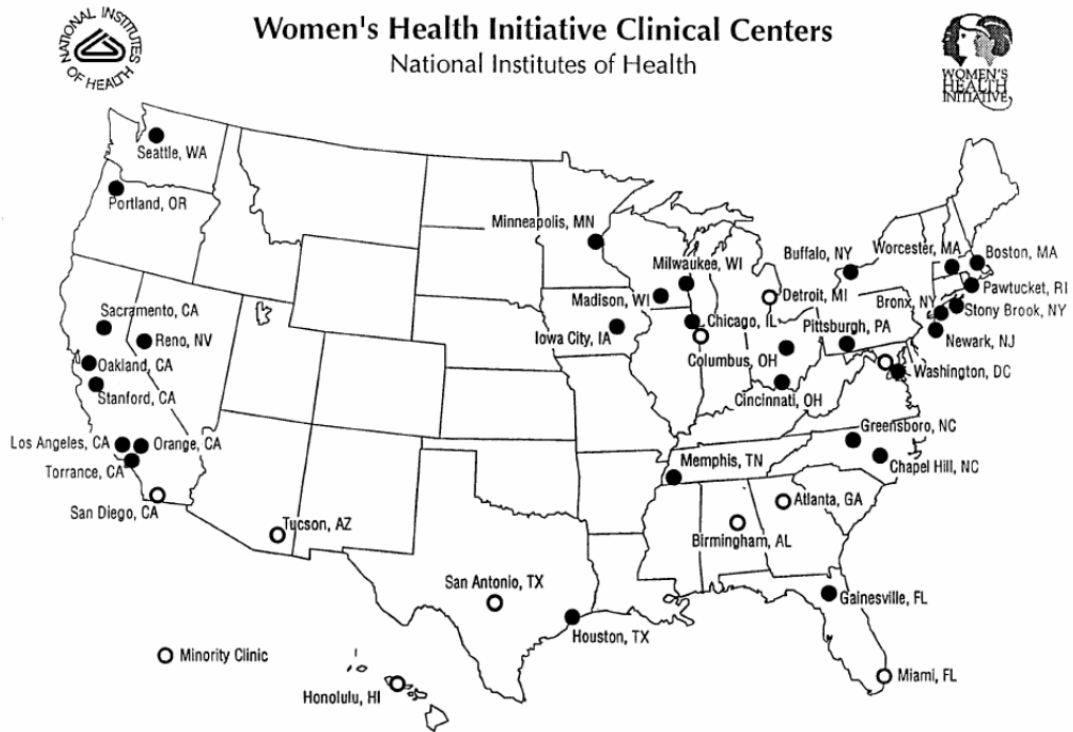 NATIONAL INSTITUTES OF HEALTH
Women's Health Initiative Clinical Centers
National Institutes of Health
WOMEN'S
HEALTH
INITIATIVE
Seattle, WA
Portland, OR
Minneapolis, MN
Buffalo, NY
Worcester, MA
Boston, MA
Milwaukee, WI
Pawtucket, RI
Madison, WI
Detroit, MI
Bronx, NY
Stony Brook, NY
Sacramento, CA
Chicago, IL
Pittsburgh, PA
Reno, NV
Iowa City, IA
Newark, NJ
Columbus, OH
Oakland, CA
Washington, DC
Stanford, CA
Cincinnati, OH
Greensboro, NC
Los Angeles, CA
Orange, CA
Torrance, CA
Memphis, TN
Chapel Hill, NC
San Diego, CA
Atlanta, GA
Tucson, AZ
Birmingham, AL
San Antonio, TX
Gainesville, FL
Houston, TX
Minority Clinic
Miami, FL
Honolulu, HI